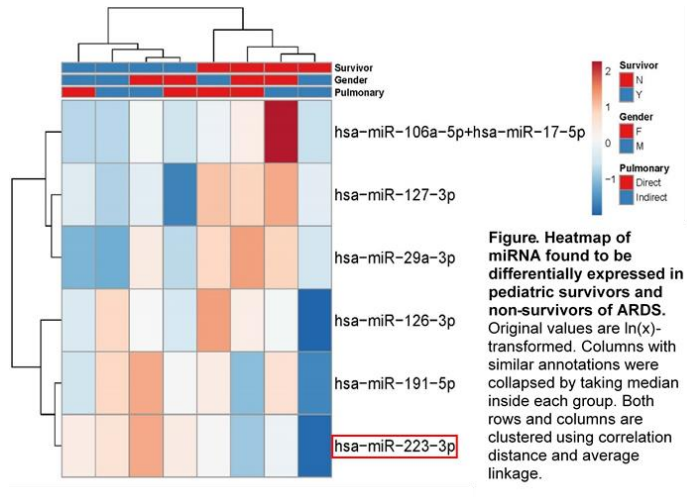 Survivor
Gender
Pulmonary
hsa−miR−106a−5p+hsa−miR−17−5p
hsa−miR−127−3p
hsa−miR−29a−3p
hsa−miR−126−3p
hsa−miR−191−5p
hsa−miR−223−3p
2
1
0
−1
Survivor
N
Y
Gender
F
M
Pulmonary
Direct
Indirect
Figure. Heatmap of
miRNA found to be
differentially expressed in
pediatric survivors and
non-survivors of ARDS.
Original values are ln(x)-
transformed. Columns with
similar annotations were
collapsed by taking median
inside each group. Both
rows and columns are
clustered using correlation
distance and average
linkage.